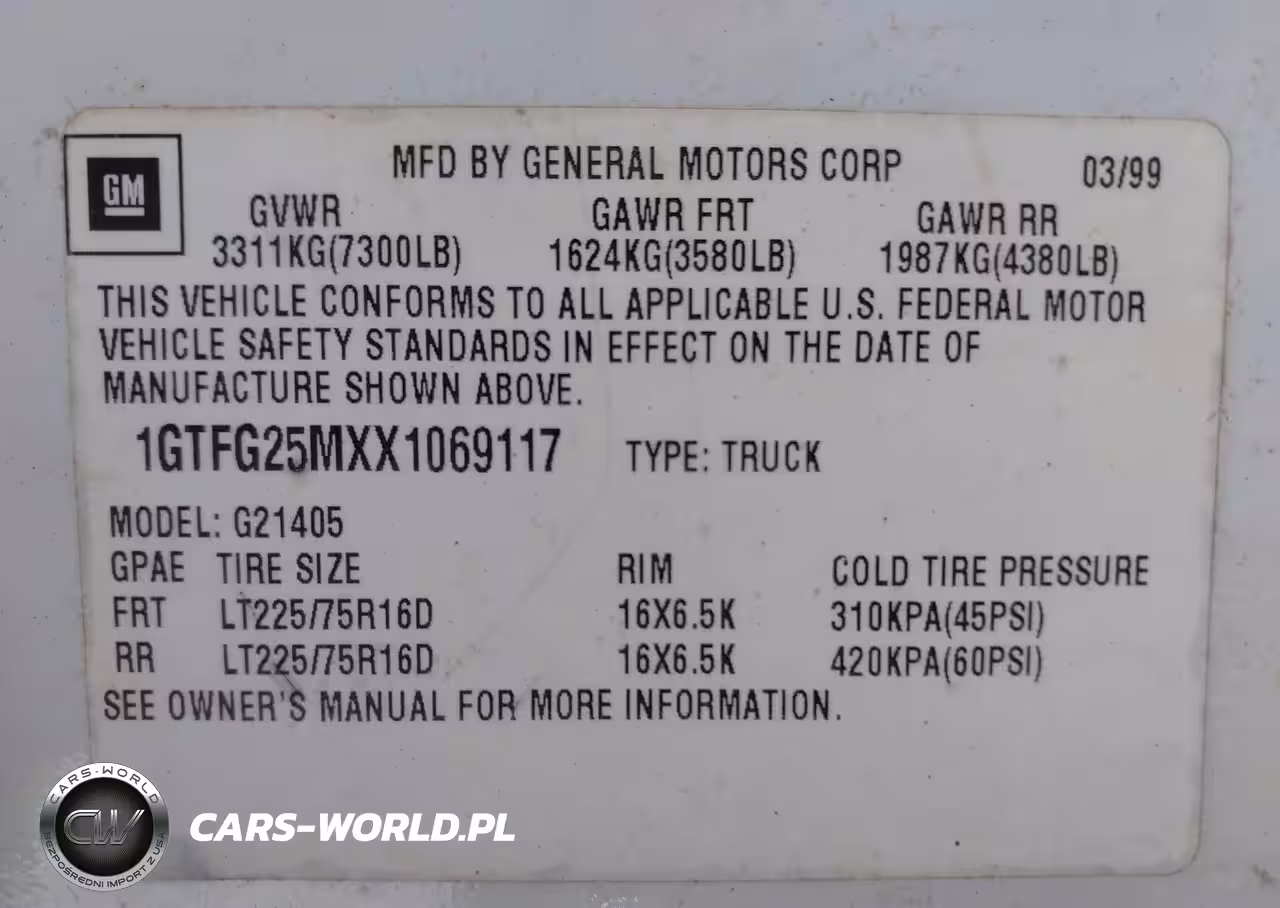 GM
MFD BY GENERAL MOTORS CORP 03/99
GVWR GAWR FRT GAWR RR
3311KG(7300LB) 1624KG(3580LB) 1987KG(4380LB)
THIS VEHICLE CONFORMS TO ALL APPLICABLE U.S. FEDERAL MOTOR
VEHICLE SAFETY STANDARDS IN EFFECT ON THE DATE OF
MANUFACTURE SHOWN ABOVE.
1GTFG25MXX1069117 TYPE: TRUCK
MODEL: G21405
GPAE TIRE SIZE RIM COLD TIRE PRESSURE
FRT LT225/75R16D 16X6.5K 310KPA(45PSI)
RR LT225/75R16D 16X6.5K 420KPA(60PSI)
SEE OWNER'S MANUAL FOR MORE INFORMATION.
CARS-WORLD
CW
BEZPOŚREDNI IMPORT Z USA
CARS-WORLD.PL